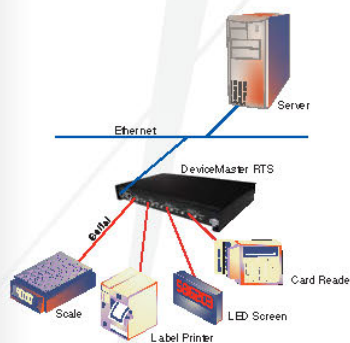 Server
Ethernet
DeviceMaster RTS
Serial
Card Reade
Scale
LED Screen
Label Printer